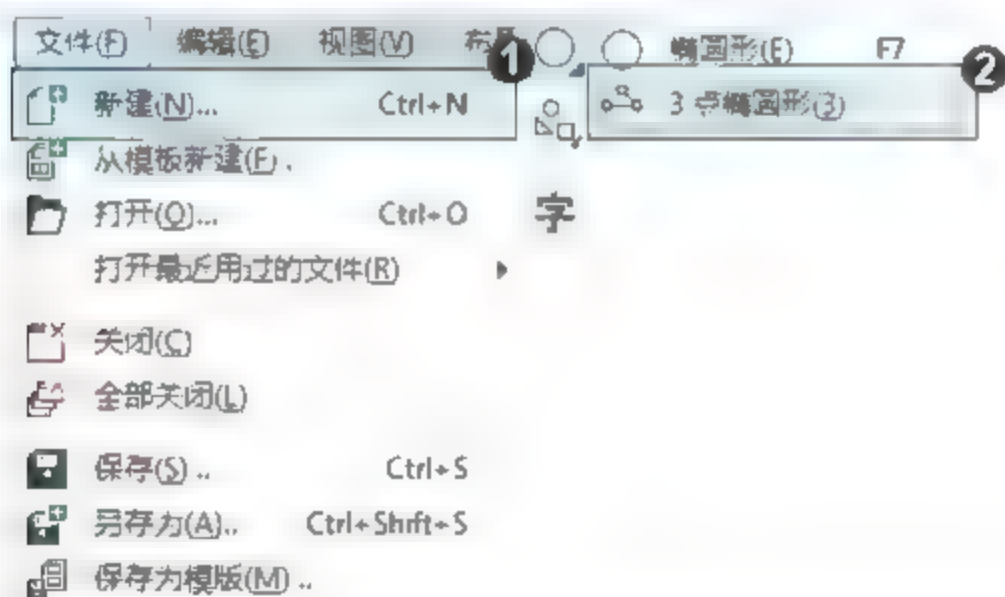 文件(F) 编辑(E) 视图(V) 布局
1
新建(N)... Ctrl+N
从模板新建(F)..
打开(O)... Ctrl+O
打开最近用过的文件(R)
关闭(C)
全部关闭(L)
保存(S)... Ctrl+S
另存为(A)... Ctrl+Shift+S
保存为模版(M)...
字
椭圆形(E) F7
2
3 点椭圆形(3)